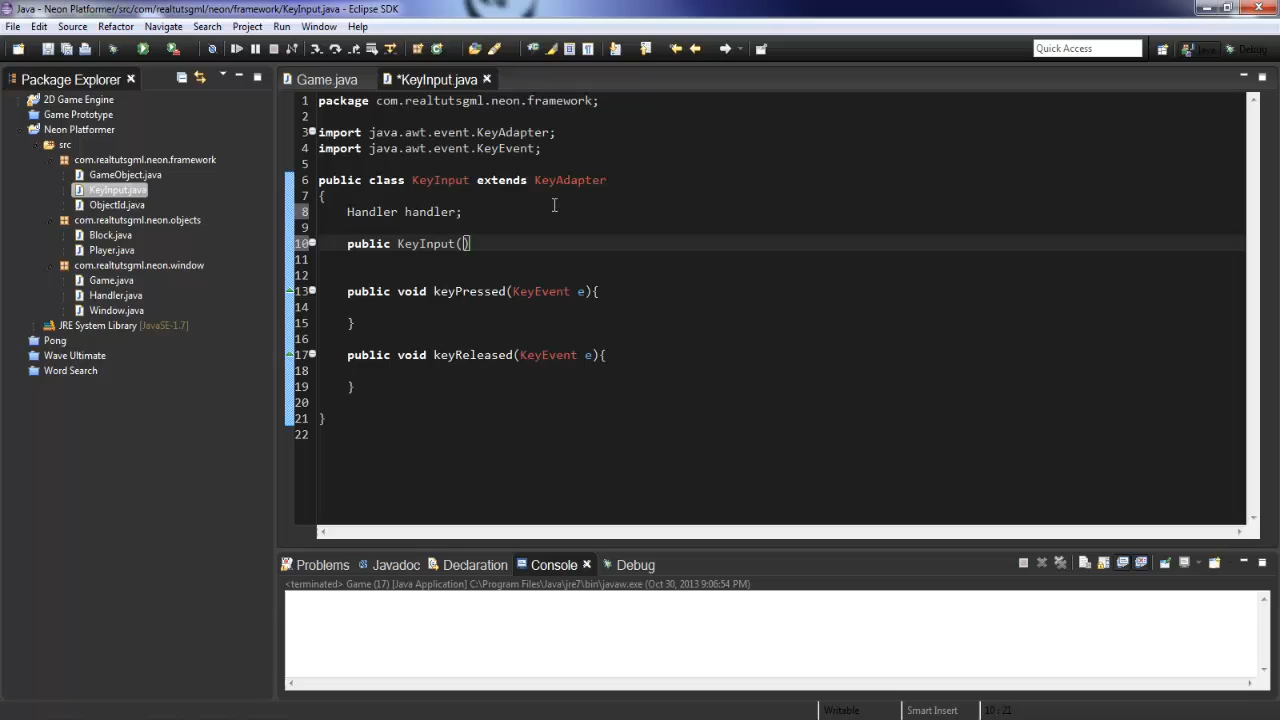 Java - Neon Platformer/src/com/realtutsgml/neon/framework/KeyInput.java - Eclipse SDK
File Edit Source Refactor Navigate Search Project Run Window Help
Quick Access
Java
Debug
Package Explorer
Game.java
*KeyInput.java
2D Game Engine
Game Prototype
Neon Platformer
src
com.realtutsgml.neon.framework
GameObject.java
KeyInput.java
ObjectId.java
com.realtutsgml.neon.objects
Block.java
Player.java
com.realtutsgml.neon.window
Game.java
Handler.java
Window.java
JRE System Library [JavaSE-1.7]
Pong
Wave Ultimate
Word Search
1 package com.realtutsgml.neon.framework;
2
3 import java.awt.event.KeyAdapter;
4 import java.awt.event.KeyEvent;
5
6 public class KeyInput extends KeyAdapter
7 {
8 Handler handler;
9
10 public KeyInput()
11
12
13 public void keyPressed(KeyEvent e){
14
15 }
16
17 public void keyReleased(KeyEvent e){
18
19 }
20
21 }
22
Problems Javadoc Declaration Console Debug
<terminated> Game (17) [Java Application] C:\Program Files\Java\jre7\bin\javaw.exe (Oct 30, 2013 9:06:54 PM)
Writable Smart Insert 10 : 21